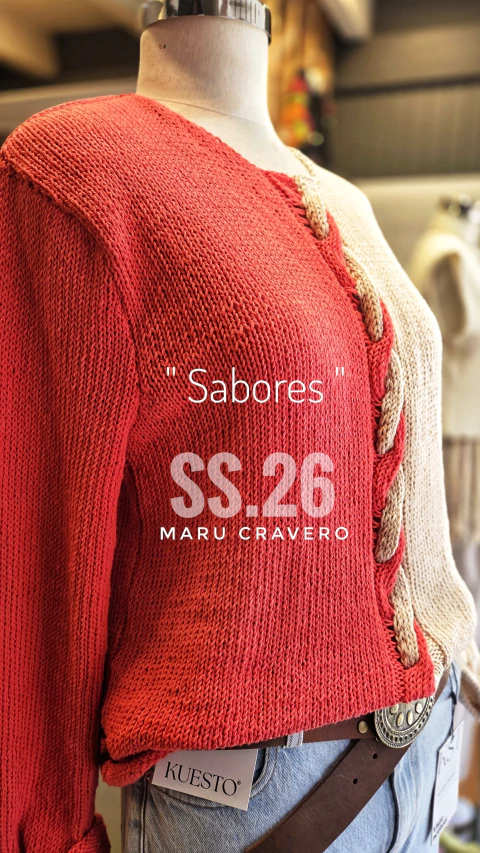 " Sabores "
SS.26
MARU CRAVERO
KUESTO®